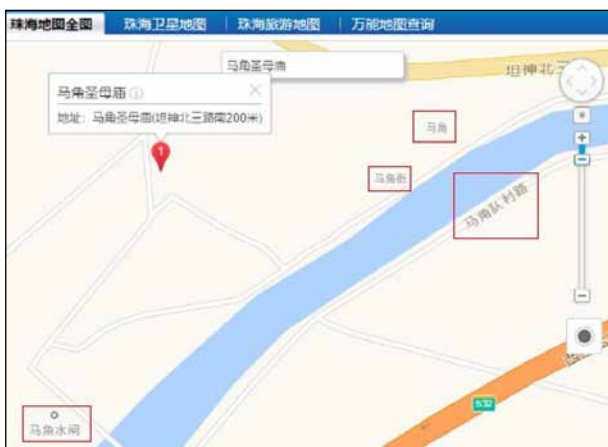 珠海地图全图 珠海卫星地图 珠海旅游地图 万能地图查询
马角圣母庙
坦神北三
马角圣母庙
地址：马角圣母庙(坦神北三路南200米)
1
马角
马角街
马角队村路
S32
马角水闸